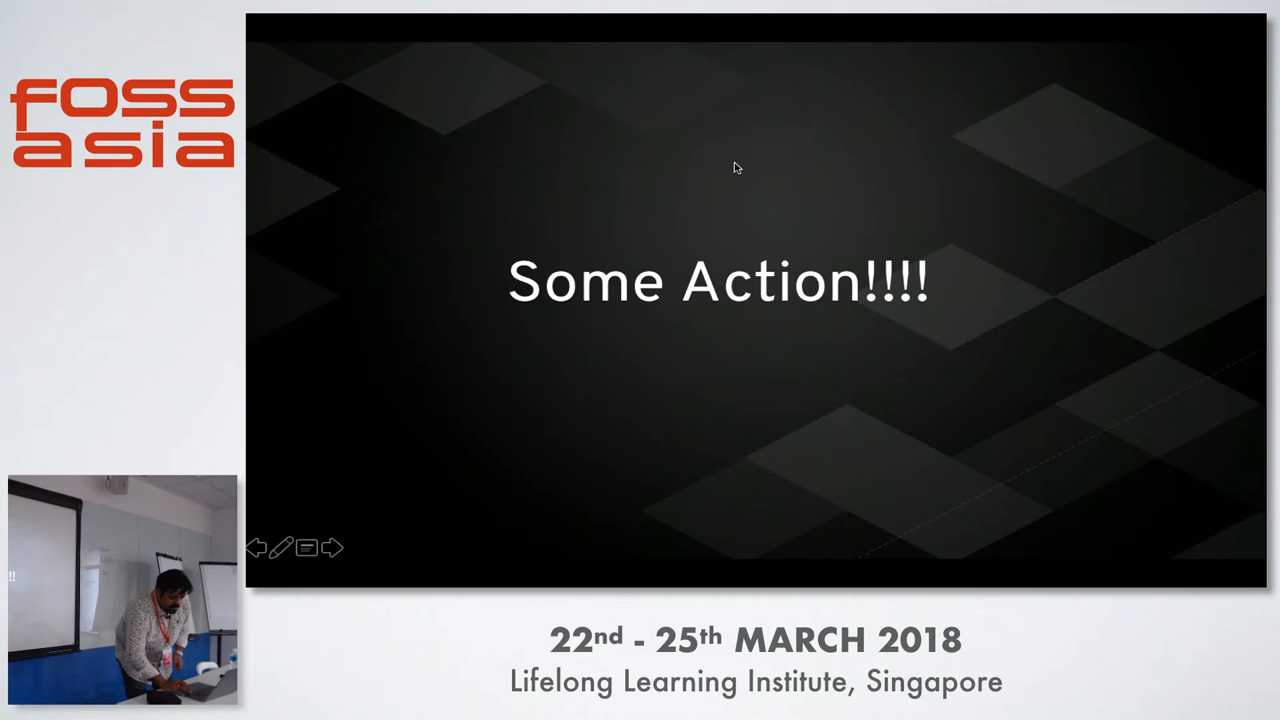 foss
asia
Some Action!!!!
!!
22nd - 25th MARCH 2018
Lifelong Learning Institute, Singapore